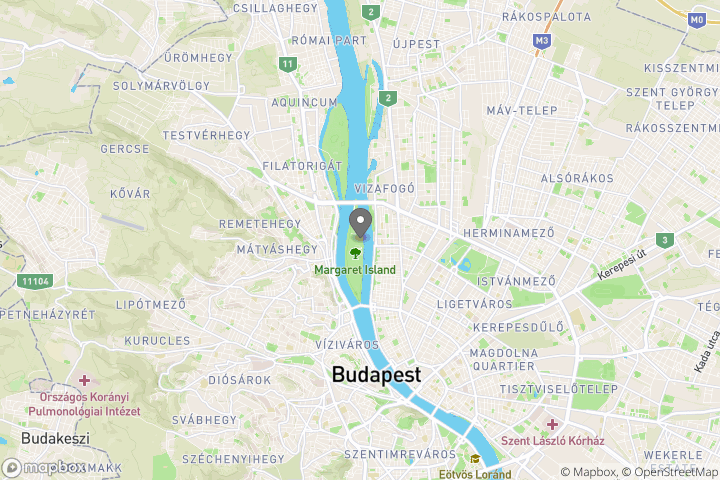 CSILLAGHEGY
2
RÁKOSPALOTA
M0
RÓMAI PART
ÚJPEST
M3
ÜRÖMHEGY
11
KISSZENTMI
SOLYMÁRVÖLGY
2
SZENT GYÖRGY
TELEP
AQUINCUM
MÁV-TELEP
TESTVÉRHEGY
RÁKOSSZENTMI
GERCSE
FILATORIGÁT
ALSÓRÁKOS
KŐVÁR
VIZAFOGÓ
REMETEHEGY
HERMINAMEZŐ
3
MÁTYÁSHEGY
Kerepesi út
Margaret Island
11104
ISTVÁNMEZŐ
LIPÓTMEZŐ
LIGETVÁROS
TÉG
PETNEHÁZYRÉT
KEREPESDŰLŐ
KURUCLES
VÍZIVÁROS
Kada utca
MAGDOLNA
QUARTIER
Budapest
DIÓSÁROK
TISZTVISELŐTELEP
Országos Korányi
Pulmonológiai Intézet
SVÁBHEGY
Szent László Kórház
Budakeszi
SZÉCHENYIHEGY
SZENTIMREVÁROS
WEKERLE
ESTATE
MAKK
Eötvös Loránd
mapbox
© Mapbox, © OpenStreetMap